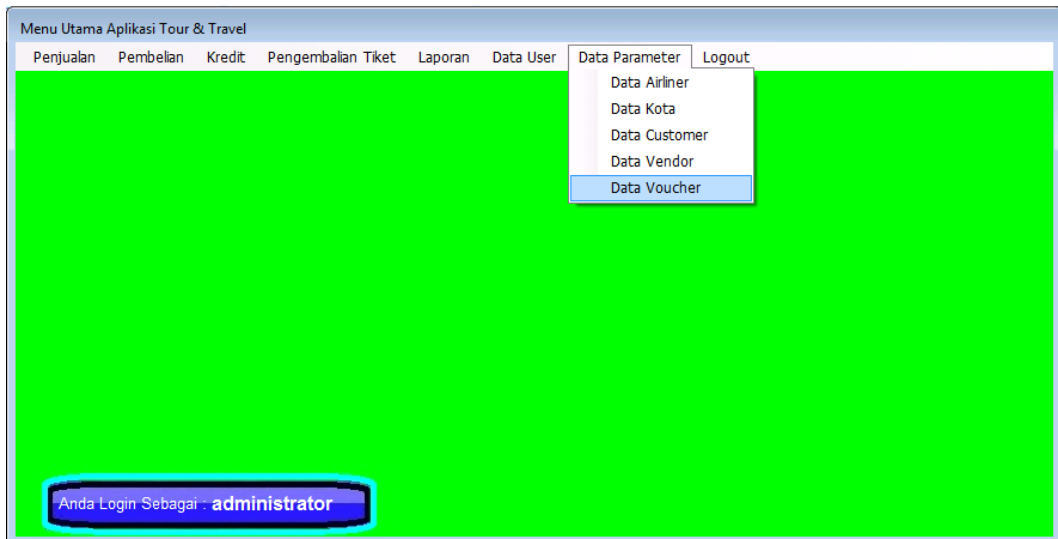 Menu Utama Aplikasi Tour & Travel
Penjualan Pembelian Kredit Pengembalian Tiket Laporan Data User Data Parameter Logout
Data Airliner
Data Kota
Data Customer
Data Vendor
Data Voucher
Anda Login Sebagai : administrator